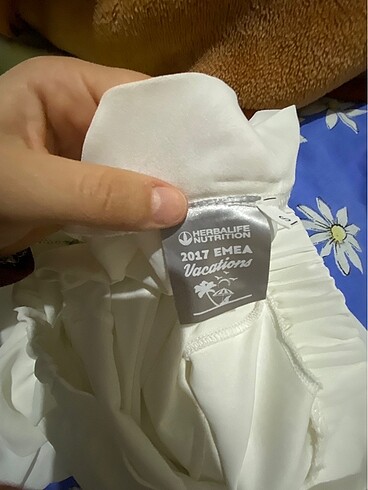 HERBALIFE
NUTRITION
2017 EMEA
Vacations